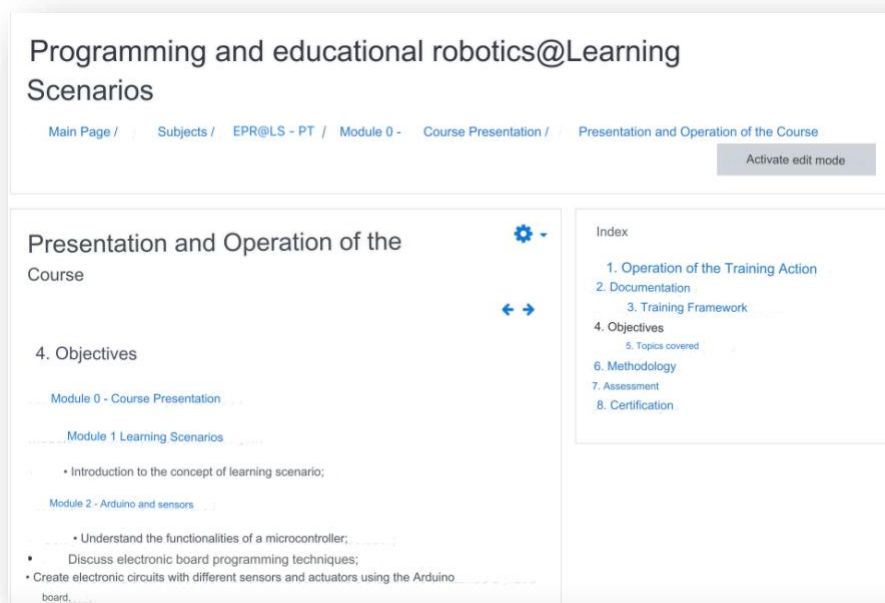 Programming and educational robotics@Learning
Scenarios
Main Page / Subjects / EPR@LS - PT / Module 0 - Course Presentation / Presentation and Operation of the Course
Activate edit mode
Presentation and Operation of the
Course
4. Objectives
Module 0 - Course Presentation
Module 1 Learning Scenarios
• Introduction to the concept of learning scenario;
Module 2 - Arduino and sensors
• Understand the functionalities of a microcontroller;
• Discuss electronic board programming techniques;
• Create electronic circuits with different sensors and actuators using the Arduino
board.
Index
1. Operation of the Training Action
2. Documentation
3. Training Framework
4. Objectives
5. Topics covered
6. Methodology
7. Assessment
8. Certification